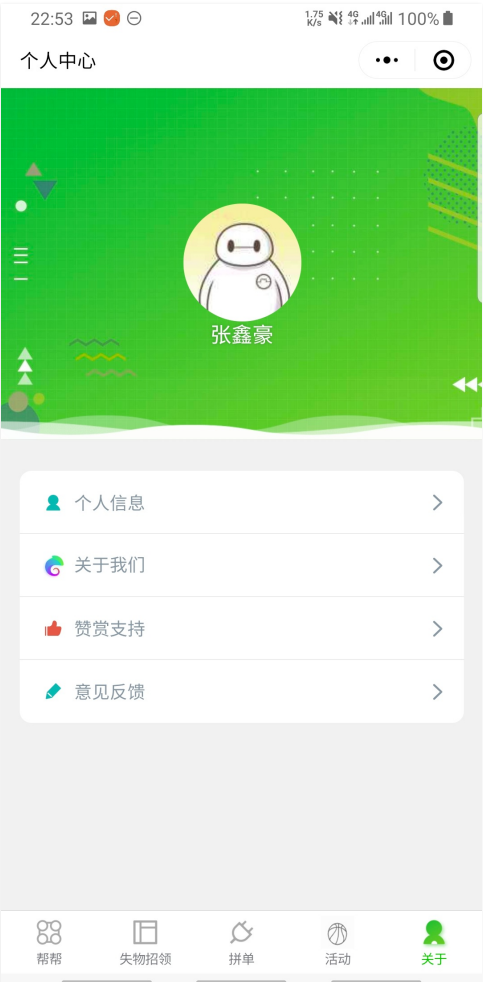 22:53
1.75 K/s 4G 4G 100%
个人中心
张鑫豪
个人信息
关于我们
赞赏支持
意见反馈
帮帮 失物招领 拼单 活动 关于